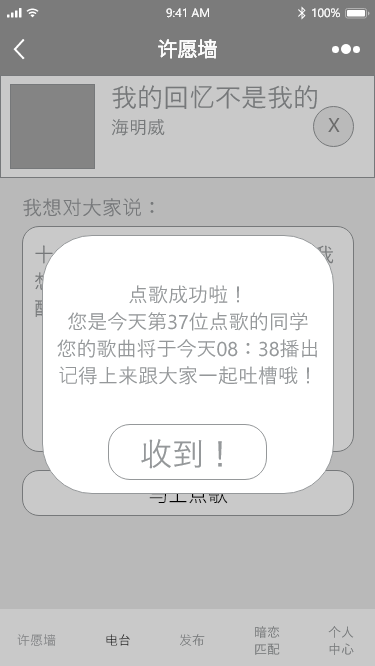 9:41 AM
100%
许愿墙
我的回忆不是我的
海明威
X
我想对大家说：
点歌成功啦！
您是今天第37位点歌的同学
您的歌曲将于今天08：38播出
记得上来跟大家一起吐槽哦！
收到！
马上点歌
许愿墙
电台
发布
暗恋
匹配
个人
中心